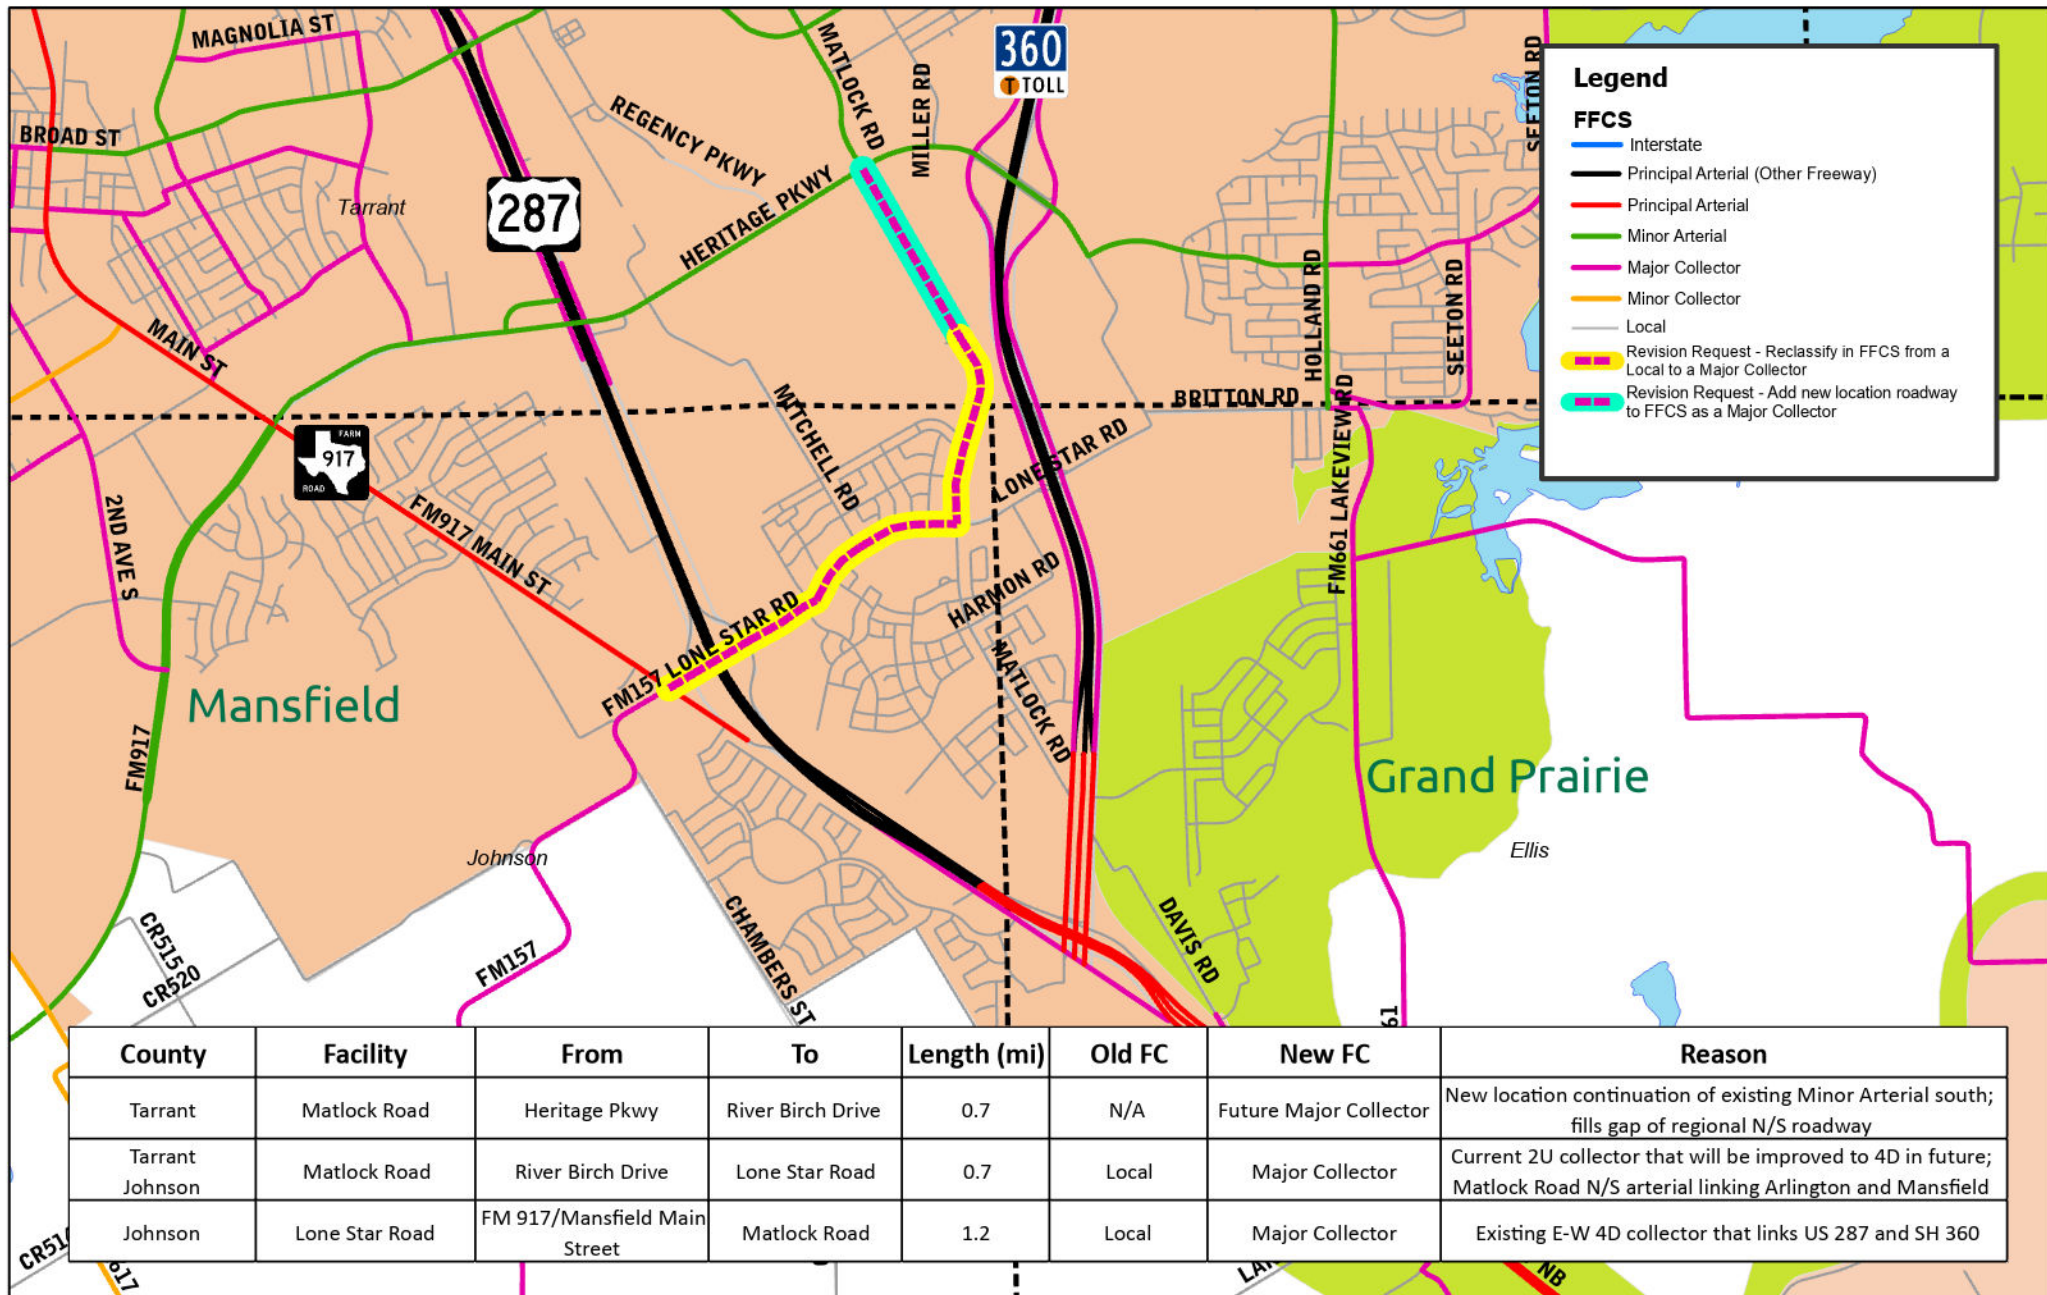 MAGNOLIA ST
BROAD ST
Tarrant
287
REGENCY PKWY
MATLOCK RD
MILLER RD
360
T TOLL
HERITAGE PKWY
SEETON RD
HOLLAND RD
SEETON RD
Legend
FFCS
Interstate
Principal Arterial (Other Freeway)
Principal Arterial
Minor Arterial
Major Collector
Minor Collector
Local
Revision Request - Reclassify in FFCS from a
Local to a Major Collector
Revision Request - Add new location roadway
to FFCS as a Major Collector
MAIN ST
FARM
917
ROAD
MITCHELL RD
BRITTON RD
LONE STAR RD
FM661 LAKEVIEW RD
2ND AVE S
FM917 MAIN ST
HARMON RD
FM157 LONE STAR RD
MATLOCK RD
Mansfield
FM917
Grand Prairie
Johnson
Ellis
CR515
CR520
FM157
CHAMBERS ST
DAVIS RD
61
County Facility From To Length (mi) Old FC New FC Reason
Tarrant Matlock Road Heritage Pkwy River Birch Drive 0.7 N/A Future Major Collector New location continuation of existing Minor Arterial south;
fills gap of regional N/S roadway
Tarrant
Johnson Matlock Road River Birch Drive Lone Star Road 0.7 Local Major Collector Current 2U collector that will be improved to 4D in future;
Matlock Road N/S arterial linking Arlington and Mansfield
Johnson Lone Star Road FM 917/Mansfield Main
Street Matlock Road 1.2 Local Major Collector Existing E-W 4D collector that links US 287 and SH 360
NB